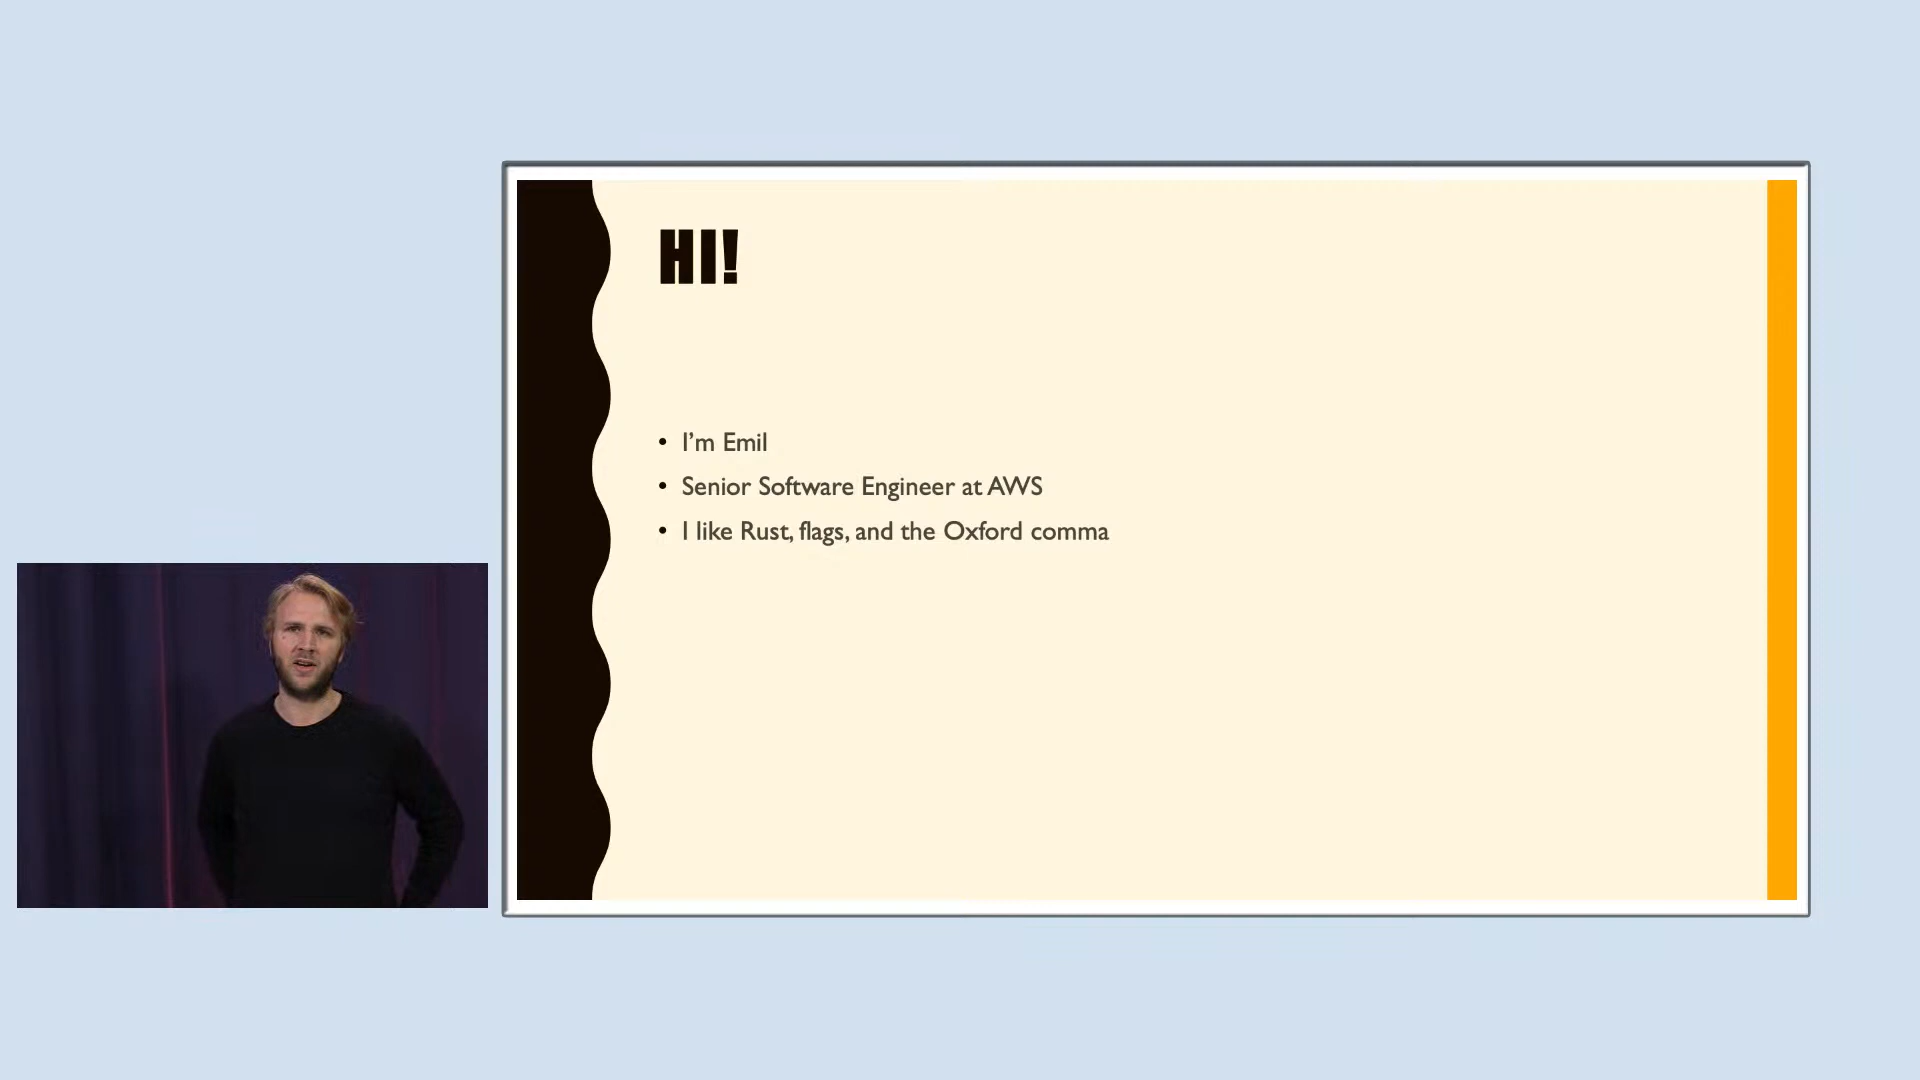 HI!
• I’m Emil
• Senior Software Engineer at AWS
• I like Rust, flags, and the Oxford comma